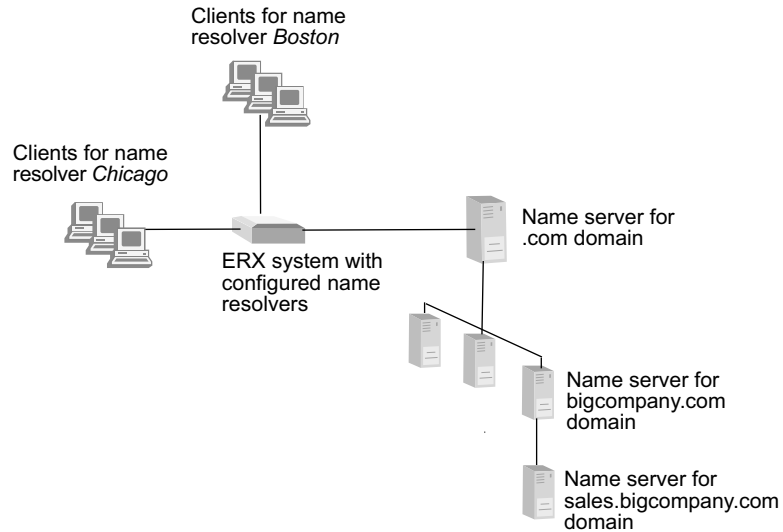 Clients for name
resolver Boston
Clients for name
resolver Chicago
ERX system with
configured name
resolvers
Name server for
.com domain
Name server for
bigcompany.com
domain
Name server for
sales.bigcompany.com
domain